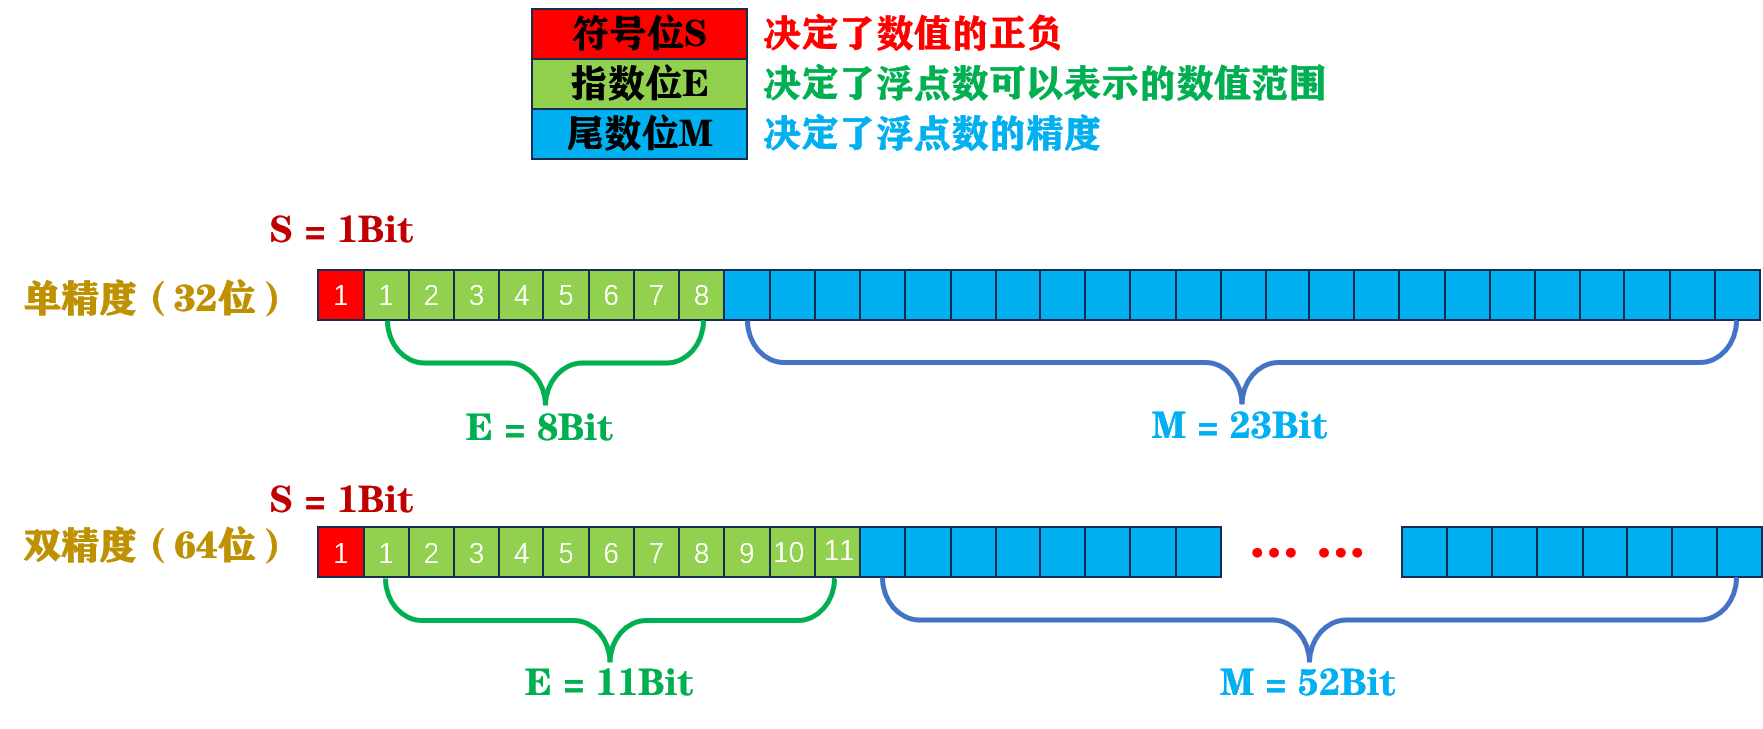 符号位S 决定了数值的正负
指数位E 决定了浮点数可以表示的数值范围
尾数位M 决定了浮点数的精度
S = 1Bit
单精度（32位） 1 1 2 3 4 5 6 7 8
E = 8Bit M = 23Bit
S = 1Bit
双精度（64位） 1 1 2 3 4 5 6 7 8 9 10 11 ... ...
E = 11Bit M = 52Bit